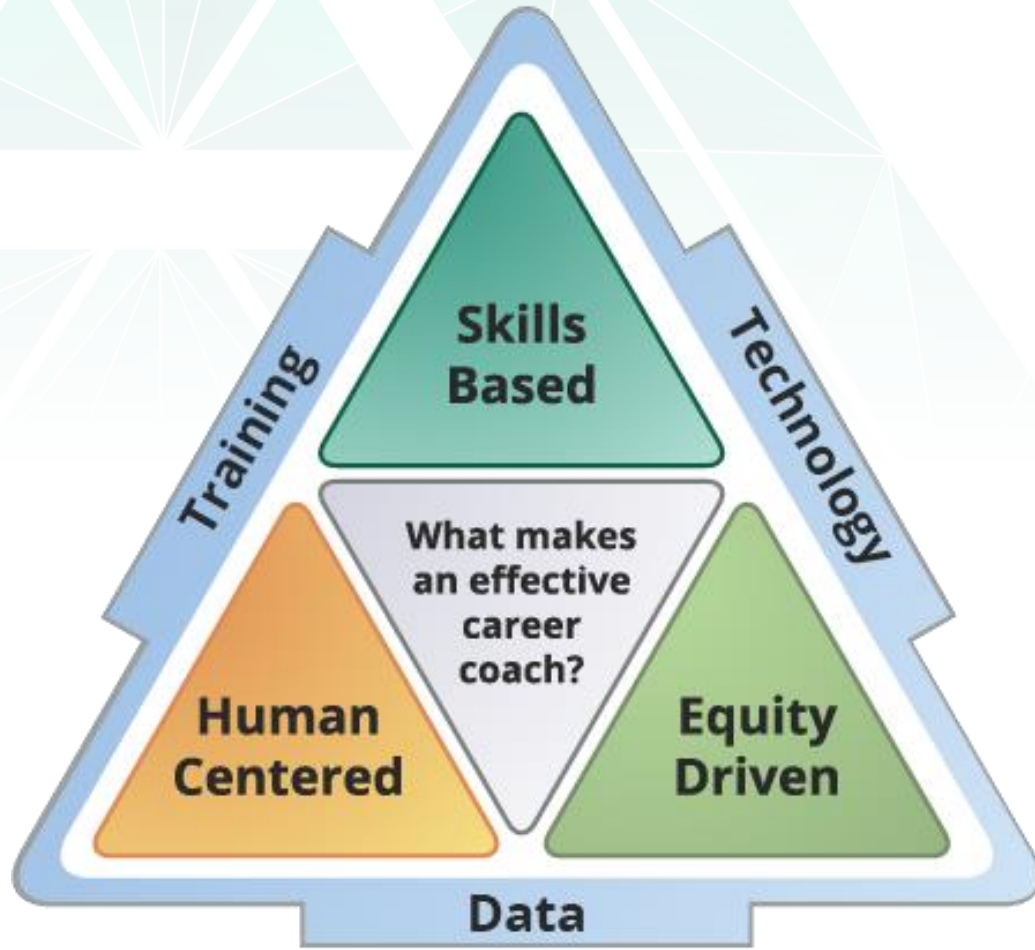 Skills
Based
Training
Technology
What makes
an effective
career
coach?
Human
Centered
Equity
Driven
Data